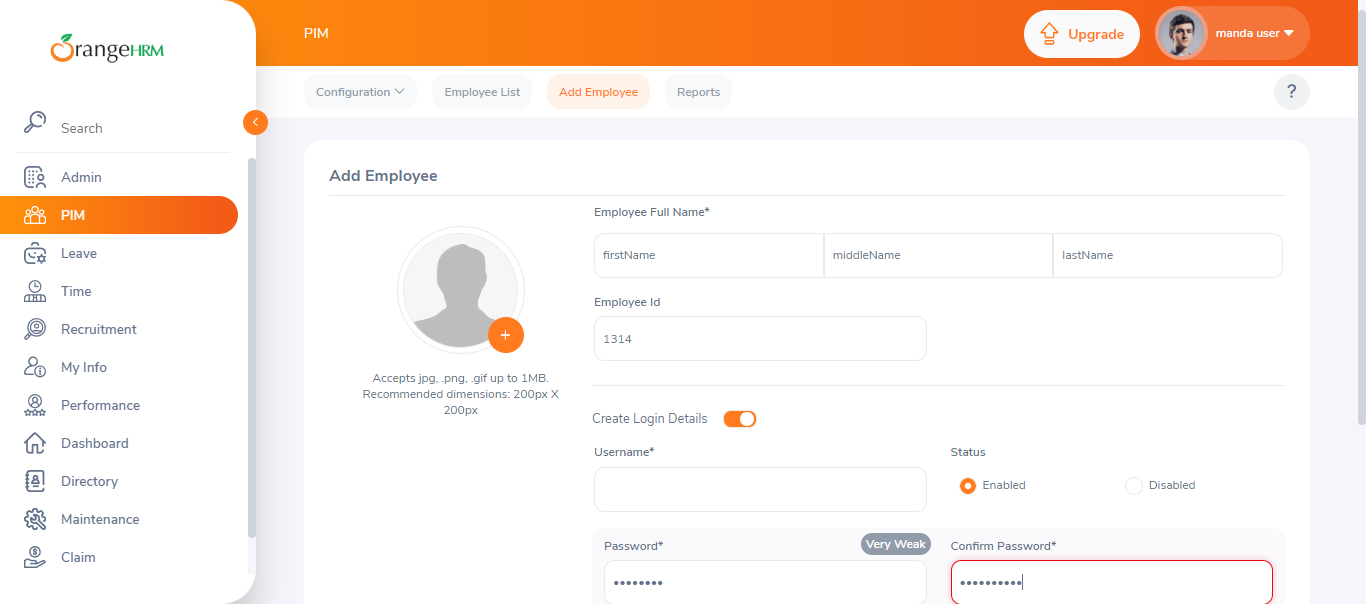 OrangeHRM
PIM
Upgrade
manda user
Configuration
Employee List
Add Employee
Reports
?
Search
Admin
PIM
Leave
Time
Recruitment
My Info
Performance
Dashboard
Directory
Maintenance
Claim
Add Employee
Accepts jpg, .png, .gif up to 1MB.
Recommended dimensions: 200px X
200px
Employee Full Name*
firstName
middleName
lastName
Employee Id
1314
Create Login Details
Username*
Status
Enabled
Disabled
Password*
Very Weak
Confirm Password*
••••••••
••••••••••